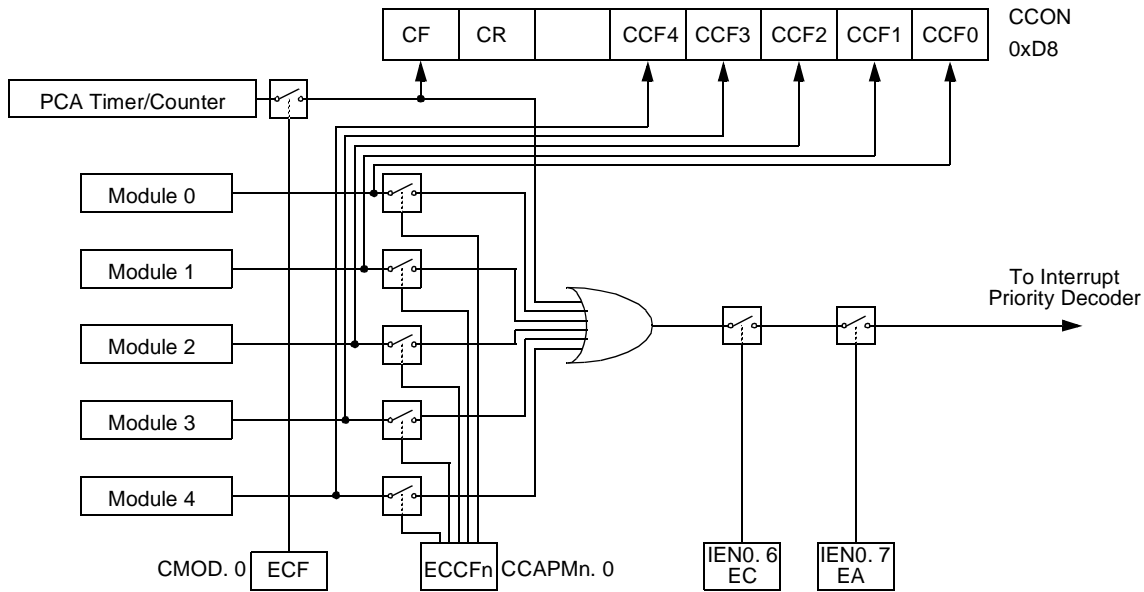 CF CR CCF4 CCF3 CCF2 CCF1 CCF0 CCON
0xD8
PCA Timer/Counter
Module 0
Module 1
Module 2
Module 3
Module 4
To Interrupt
Priority Decoder
CMOD. 0 ECF
ECCFn CCAPMn. 0
IEN0. 6
EC
IEN0. 7
EA